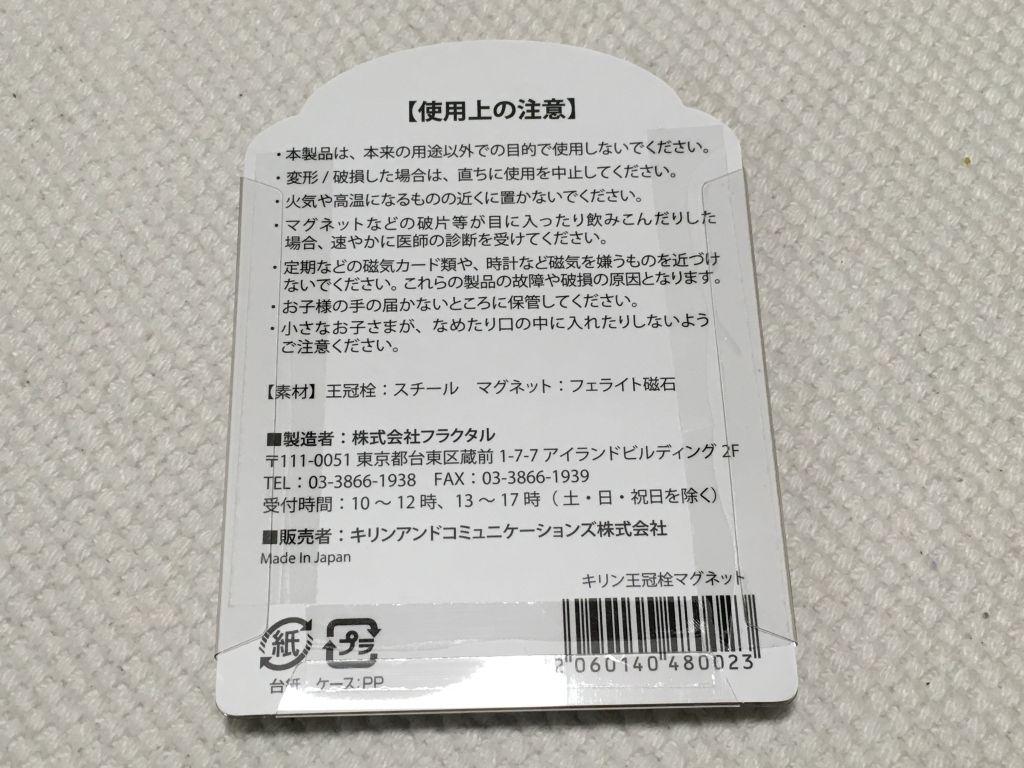 【使用上の注意】
・本製品は、本来の用途以外での目的で使用しないでください。
・変形/破損した場合は、直ちに使用を中止してください。
・火気や高温になるものの近くに置かないでください。
・マグネットなどの破片等が目に入ったり飲みこんだりした
場合、速やかに医師の診断を受けてください。
・定期などの磁気カード類や、時計など磁気を嫌うものを近づけ
ないでください。これらの製品の故障や破損の原因となります。
・お子様の手の届かないところに保管してください。
・小さなお子さまが、なめたり口の中に入れたりしないよう
ご注意ください。
【素材】王冠栓:スチール マグネット:フェライト磁石
■製造者:株式会社フラクタル
〒111-0051 東京都台東区蔵前 1-7-7 アイランドビルディング 2F
TEL:03-3866-1938 FAX:03-3866-1939
受付時間:10〜12時、13〜17時(土・日・祝日を除く)
■販売者:キリンアンドコミュニケーションズ株式会社
Made In Japan
キリン王冠栓マグネット
紙 プラ
2 060140 480023
台紙 ケース:PP